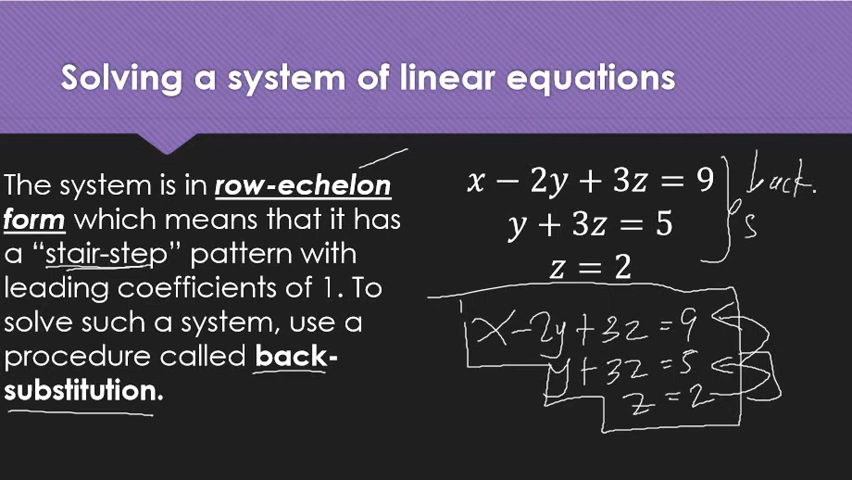 Solving a system of linear equations
The system is in row-echelon
form which means that it has
a “stair-step” pattern with
leading coefficients of 1. To
solve such a system, use a
procedure called back-
substitution.
x − 2y + 3z = 9
y + 3z = 5
z = 2
back.
s
x-2y+3z=9
y+3z=5
z=2